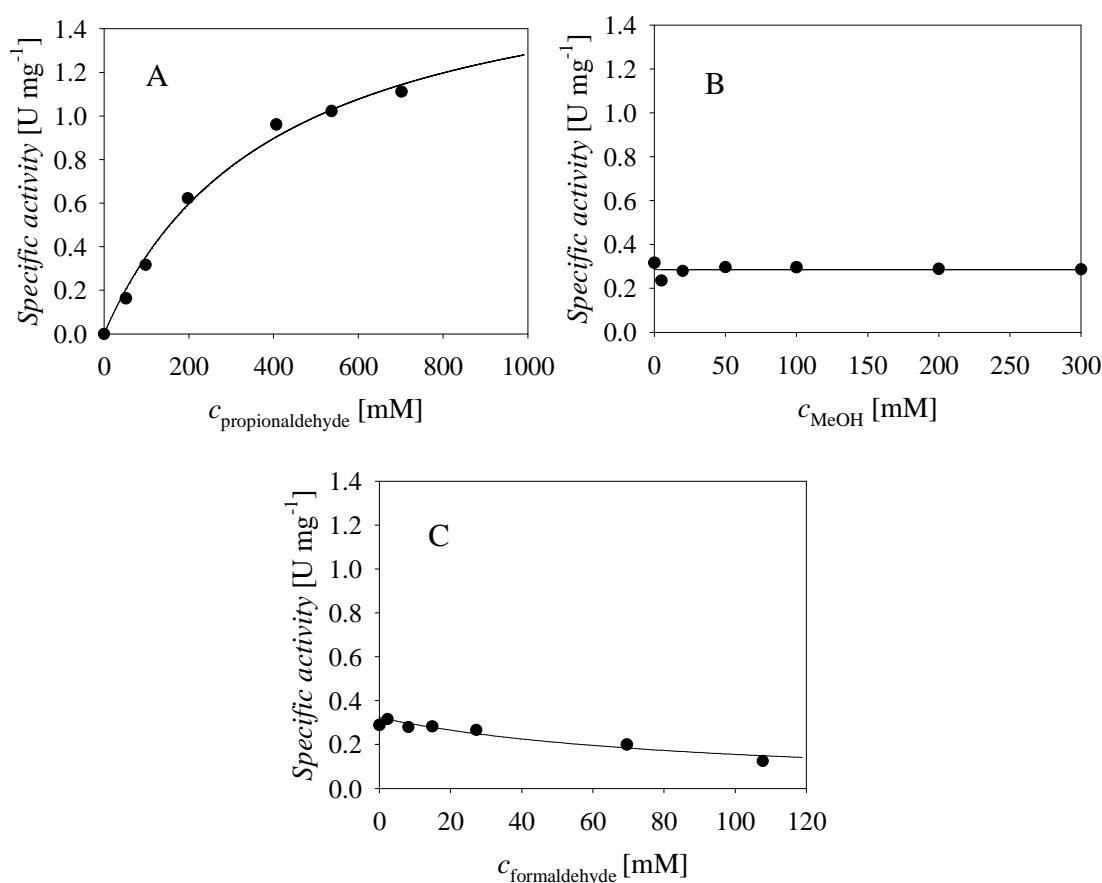 A
Specific activity [U mg⁻¹]
1.4
1.2
1.0
0.8
0.6
0.4
0.2
0.0
0 200 400 600 800 1000
c_propionaldehyde [mM]
B
Specific activity [U mg⁻¹]
1.4
1.2
1.0
0.8
0.6
0.4
0.2
0.0
0 50 100 150 200 250 300
c_MeOH [mM]
C
Specific activity [U mg⁻¹]
1.4
1.2
1.0
0.8
0.6
0.4
0.2
0.0
0 20 40 60 80 100 120
c_formaldehyde [mM]